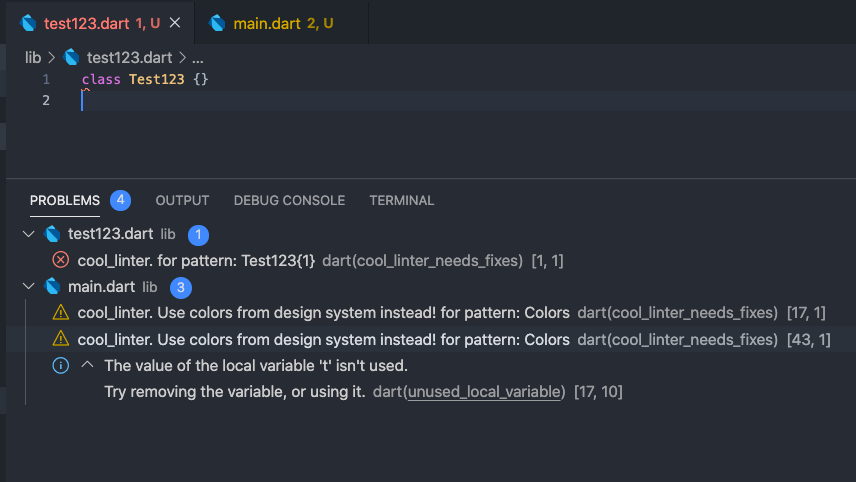 test123.dart 1, U main.dart 2, U
lib > test123.dart > ...
1 class Test123 {}
2
PROBLEMS 4 OUTPUT DEBUG CONSOLE TERMINAL
test123.dart lib 1
cool_linter. for pattern: Test123{1} dart(cool_linter_needs_fixes) [1, 1]
main.dart lib 3
cool_linter. Use colors from design system instead! for pattern: Colors dart(cool_linter_needs_fixes) [17, 1]
cool_linter. Use colors from design system instead! for pattern: Colors dart(cool_linter_needs_fixes) [43, 1]
The value of the local variable 't' isn't used.
Try removing the variable, or using it. dart(unused_local_variable) [17, 10]